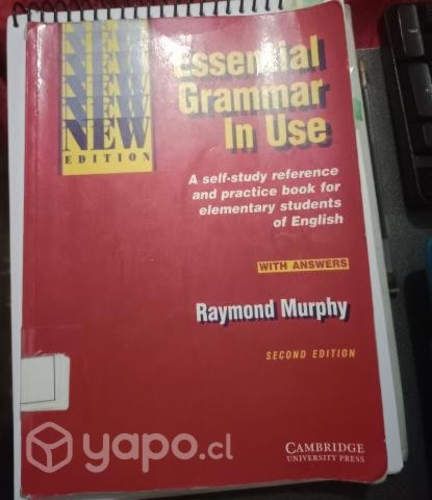 NEW
NEW
NEW
NEW
NEW
EDITION
Essential
Grammar
in Use
A self-study reference
and practice book for
elementary students
of English
WITH ANSWERS
Raymond Murphy
SECOND EDITION
yapo.cl
CAMBRIDGE
UNIVERSITY PRESS